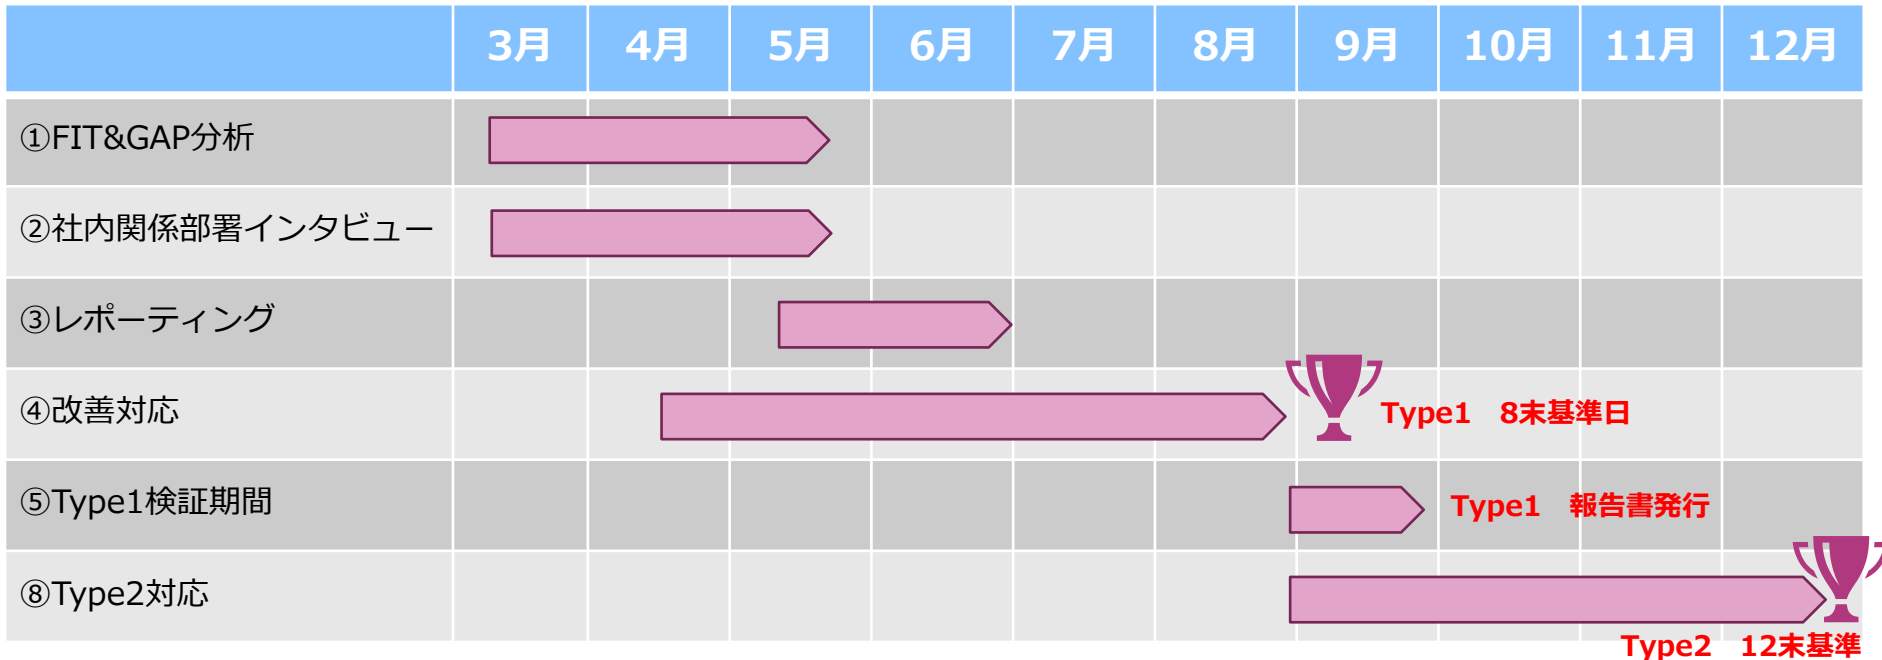 3月 4月 5月 6月 7月 8月 9月 10月 11月 12月
①FIT&GAP分析
②社内関係部署インタビュー
③レポーティング
④改善対応
Type1　8末基準日
⑤Type1検証期間
Type1　報告書発行
⑧Type2対応
Type2　12末基準